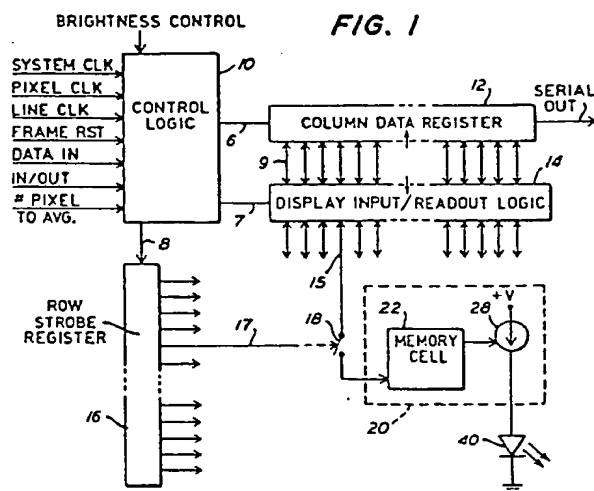 BRIGHTNESS CONTROL
FIG. 1
SYSTEM CLK
PIXEL CLK
LINE CLK
FRAME RST
DATA IN
IN/OUT
# PIXEL
TO AVG.
10
CONTROL
LOGIC
6
7
8
12
COLUMN DATA REGISTER
SERIAL
OUT
9
14
DISPLAY INPUT/READOUT LOGIC
15
ROW
STROBE
REGISTER
16
17
18
22
MEMORY
CELL
+V
28
20
40